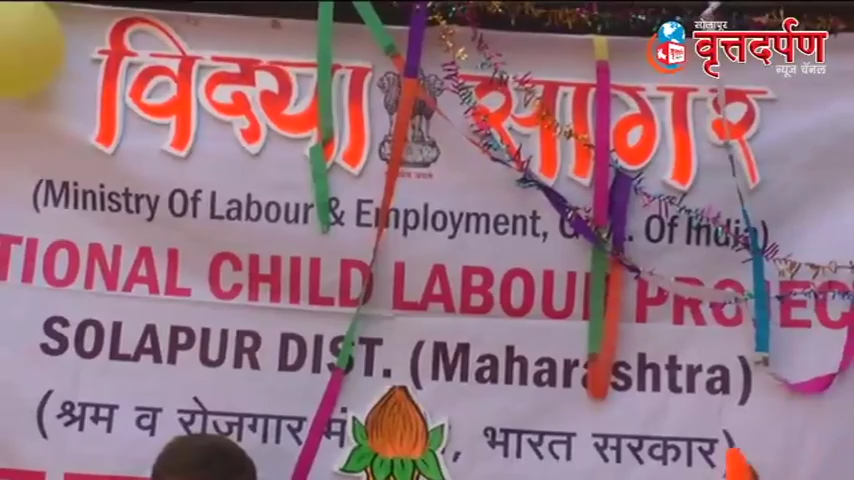 सोलापूर
वृत्तदर्पण
न्यूज चॅनल
विद्या सागर
(Ministry Of Labour & Employment, Govt. Of India)
TIONAL CHILD LABOUR PROJEC
SOLAPUR DIST. (Maharashtra)
(श्रम व रोजगार भारत सरकार)